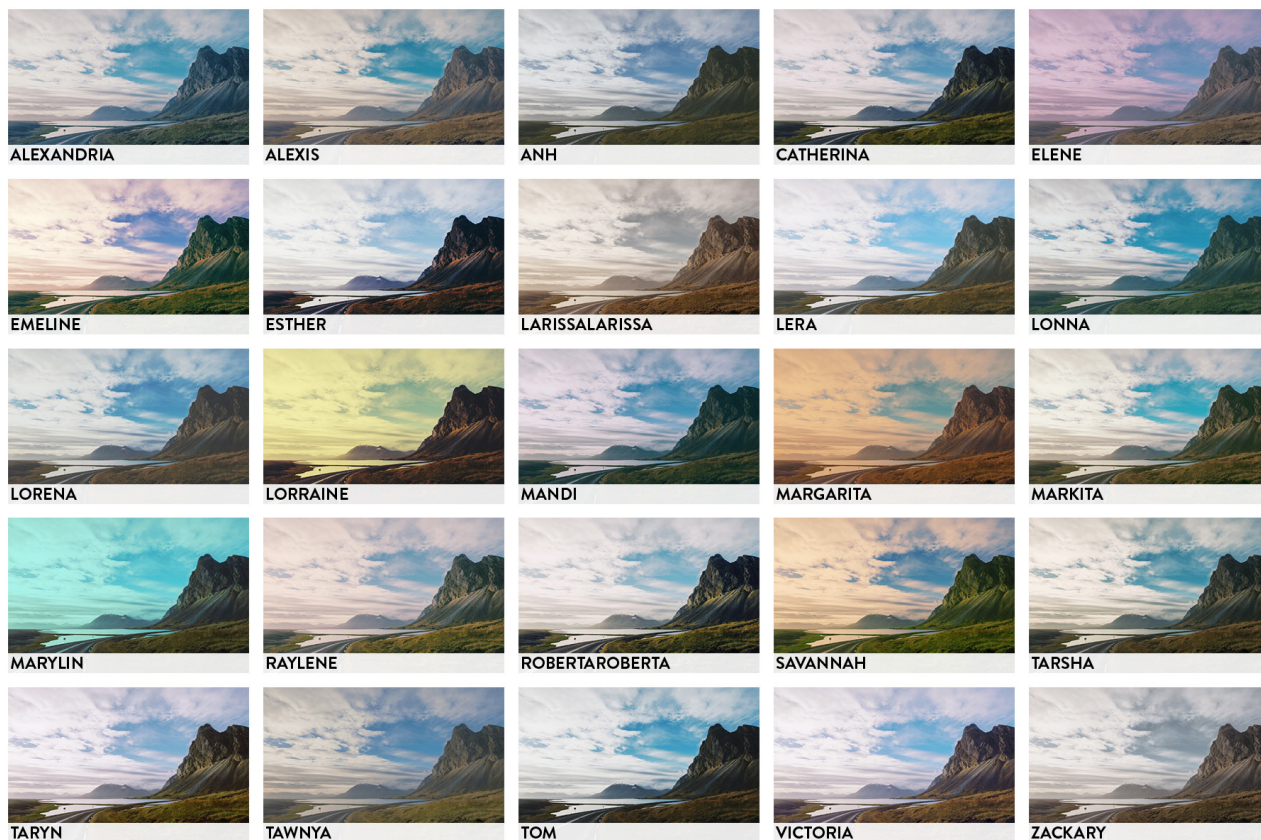 ALEXANDRIA
ALEXIS
ANH
CATHERINA
ELENE
EMELINE
ESTHER
LARISSALARISSA
LERA
LONNA
LORENA
LORRAINE
MANDI
MARGARITA
MARKITA
MARYLIN
RAYLENE
ROBERTAROBERTA
SAVANNAH
TARSHA
TARYN
TAWNYA
TOM
VICTORIA
ZACKARY